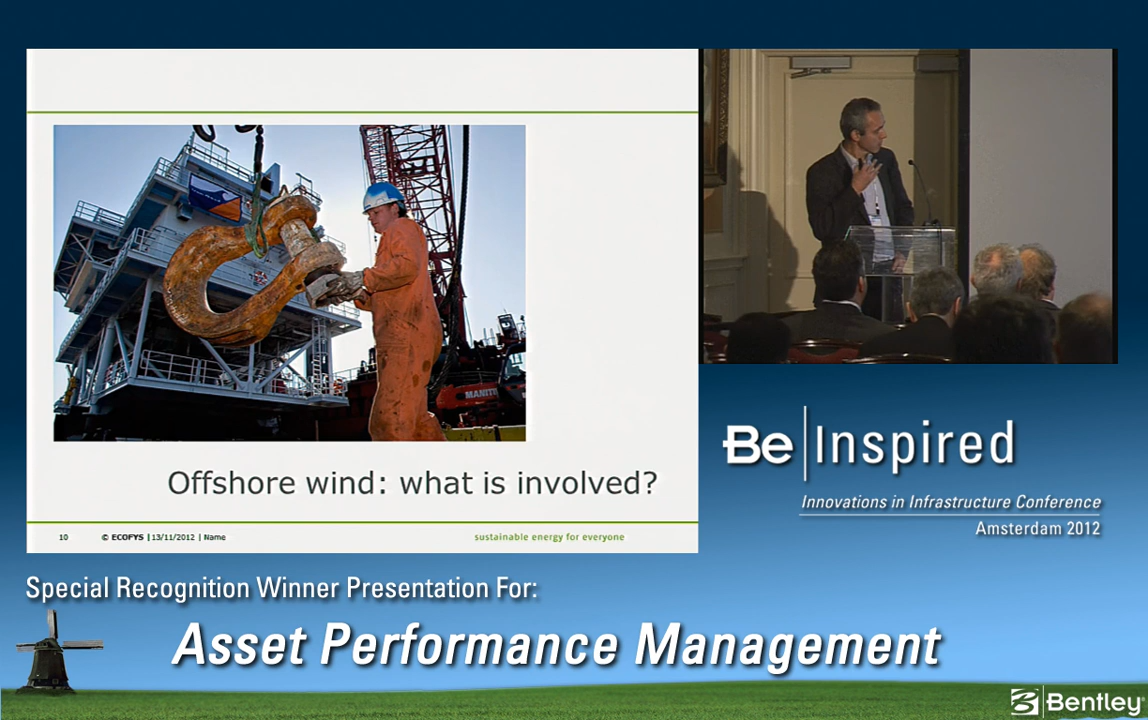 MANITO
Offshore wind: what is involved?
10 © ECOFYS | 13/11/2012 | Name
sustainable energy for everyone
Be Inspired
Innovations in Infrastructure Conference
Amsterdam 2012
Special Recognition Winner Presentation For:
Asset Performance Management
Bentley